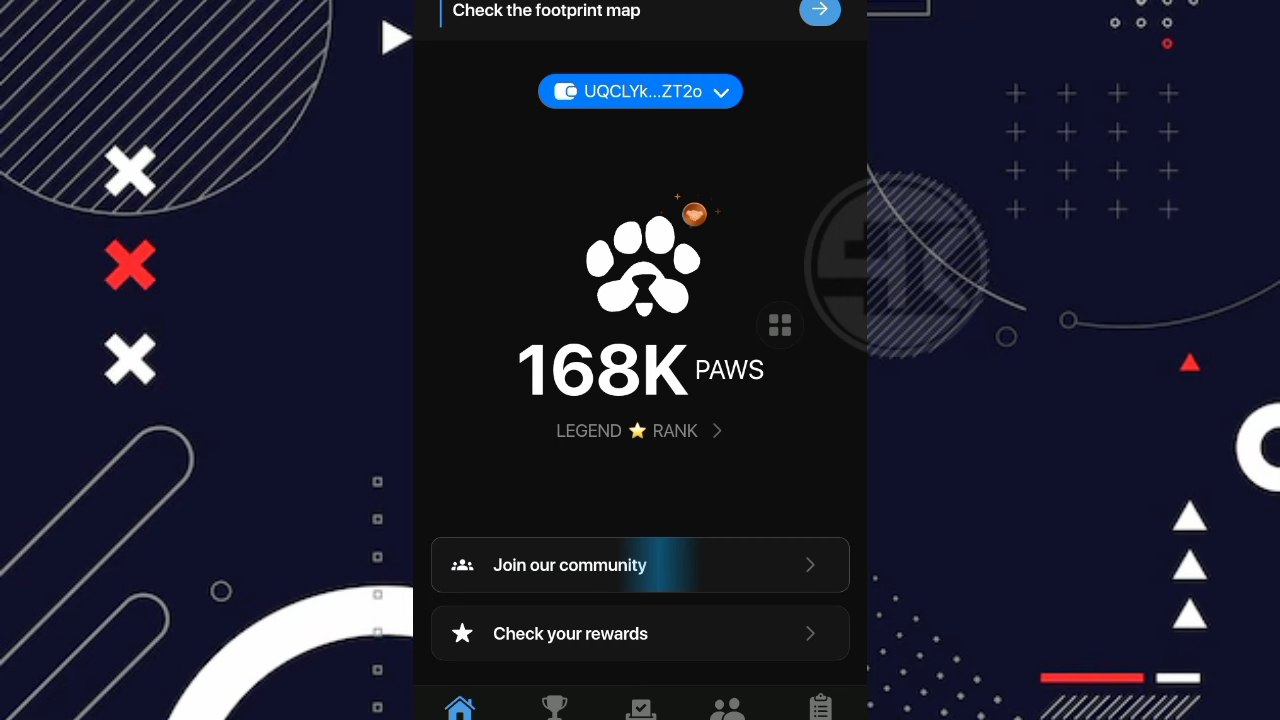 Check the footprint map
UQCLYk...ZT2o
168K PAWS
LEGEND ⭐ RANK
Join our community
Check your rewards